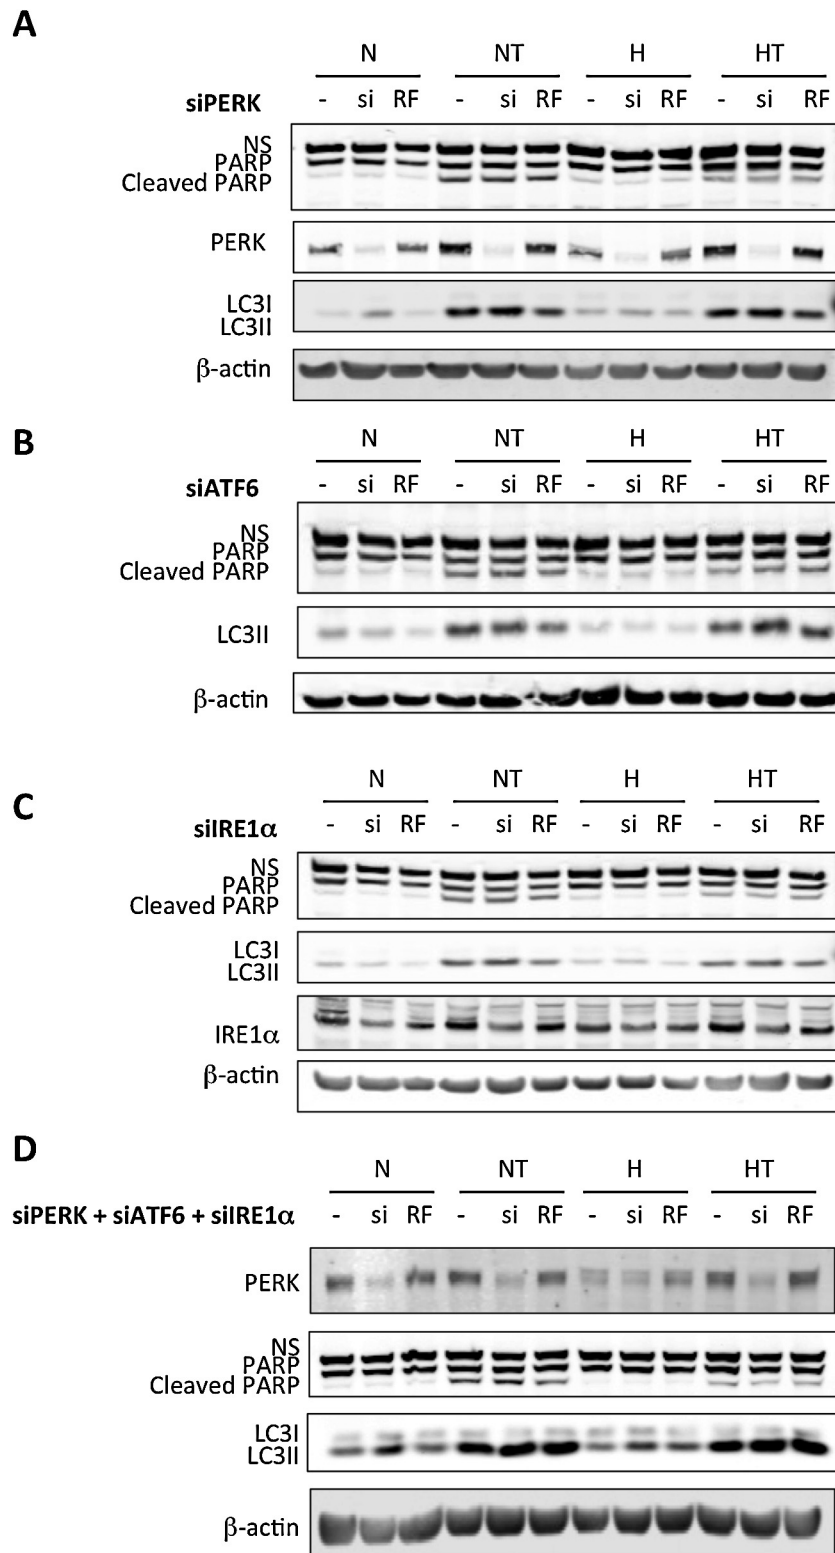 A
N NT H HT
siPERK - si RF - si RF - si RF - si RF
NS
PARP
Cleaved PARP
PERK
LC3I
LC3II
β-actin
B
N NT H HT
siATF6 - si RF - si RF - si RF - si RF
NS
PARP
Cleaved PARP
LC3II
β-actin
C
N NT H HT
siIRE1α - si RF - si RF - si RF - si RF
NS
PARP
Cleaved PARP
LC3I
LC3II
IRE1α
β-actin
D
N NT H HT
siPERK + siATF6 + siIRE1α - si RF - si RF - si RF - si RF
PERK
NS
PARP
Cleaved PARP
LC3I
LC3II
β-actin